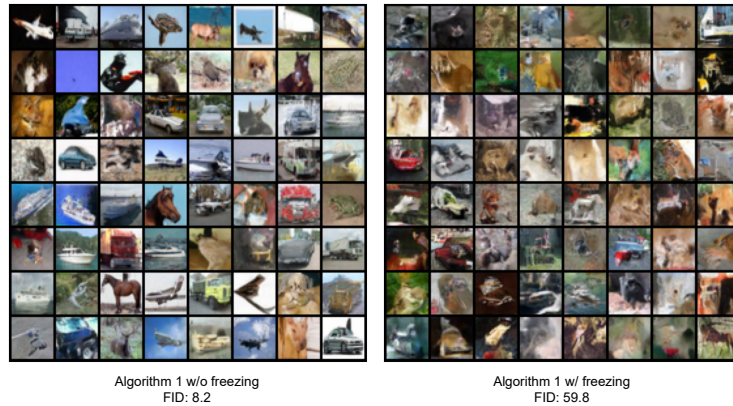 Algorithm 1 w/o freezing
FID: 8.2
Algorithm 1 w/ freezing
FID: 59.8